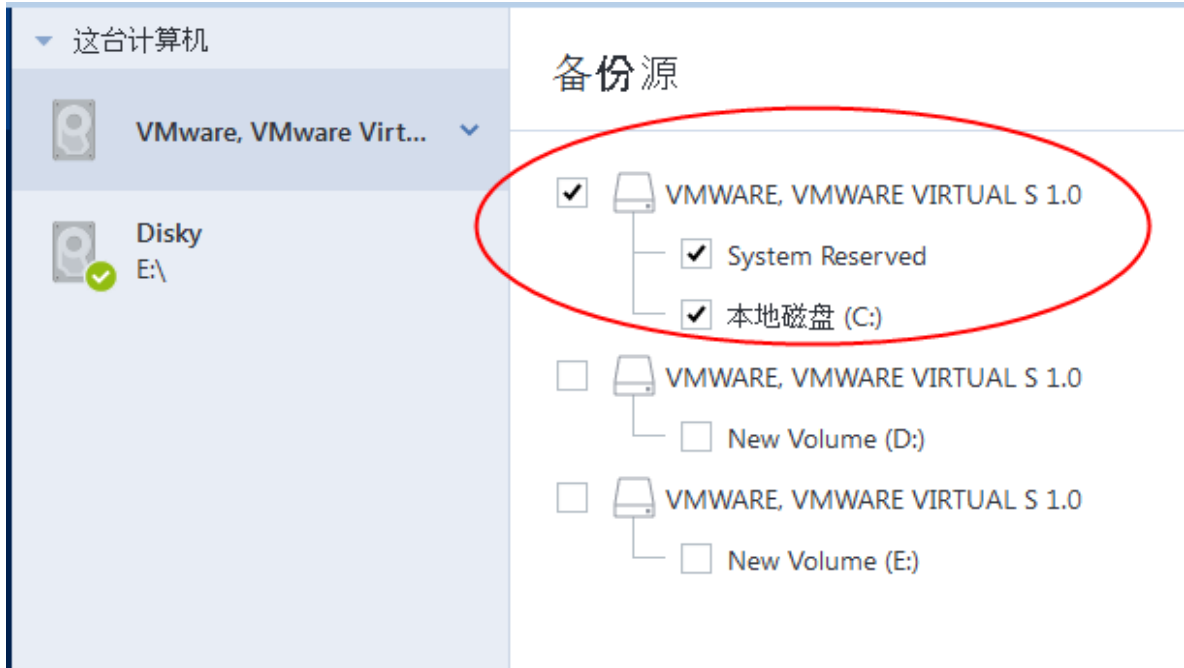 这台计算机
VMware, VMware Virt...
Disky
E:\
备份源
VMWARE, VMWARE VIRTUAL S 1.0
System Reserved
本地磁盘 (C:)
VMWARE, VMWARE VIRTUAL S 1.0
New Volume (D:)
VMWARE, VMWARE VIRTUAL S 1.0
New Volume (E:)